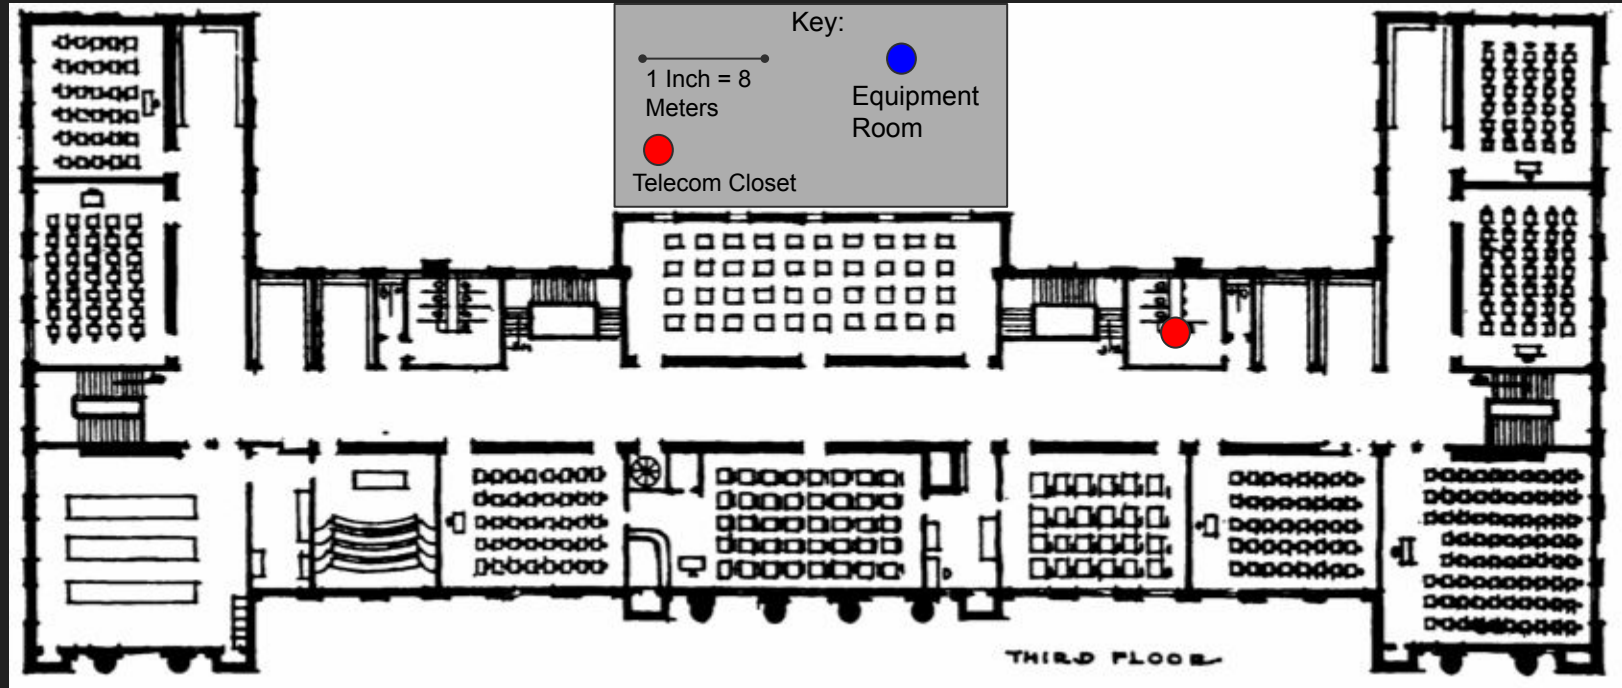 Key:
1 Inch = 8
Meters
Equipment
Room
Telecom Closet
THIRD FLOOR